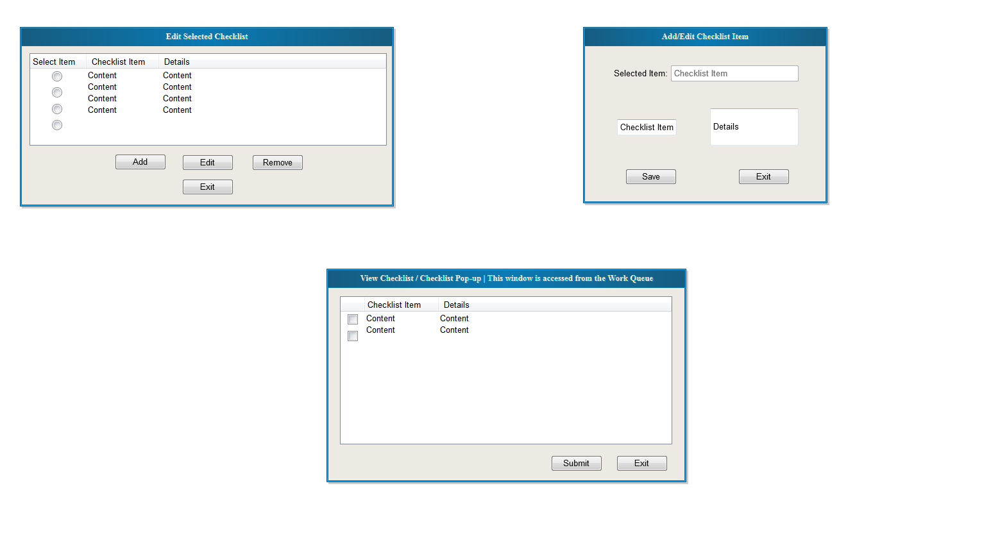 Edit Selected Checklist
Select Item Checklist Item Details
Content Content
Content Content
Content Content
Content Content
Add Edit Remove
Exit
Add/Edit Checklist Item
Selected Item: Checklist Item
Checklist Item Details
Save Exit
View Checklist / Checklist Pop-up | This window is accessed from the Work Queue
Checklist Item Details
Content Content
Content Content
Submit Exit